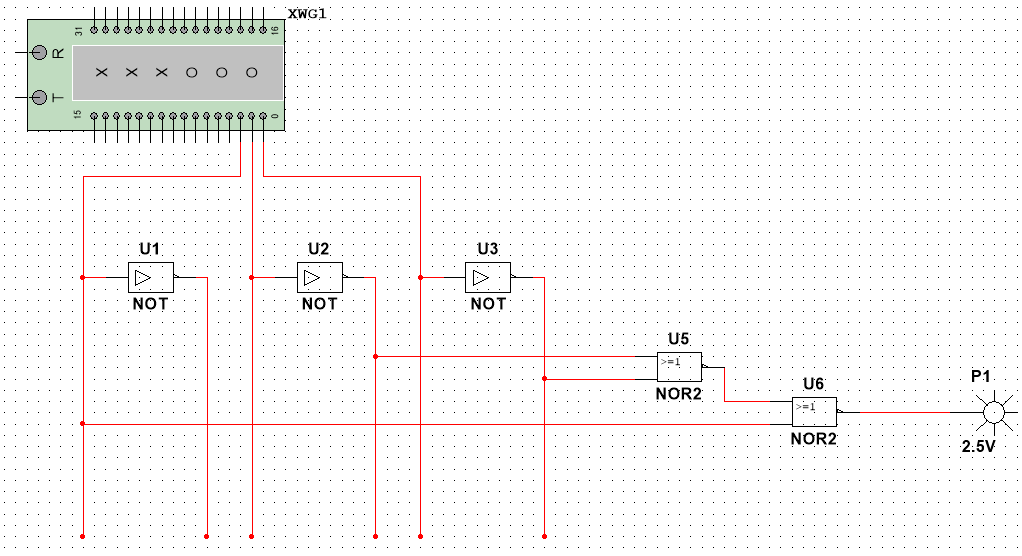 XWG1
31 16
R
X X X O O O
T
15 0
U1 U2 U3
NOT NOT NOT
U5
>=1
NOR2
U6
>=1
NOR2
P1
2.5V